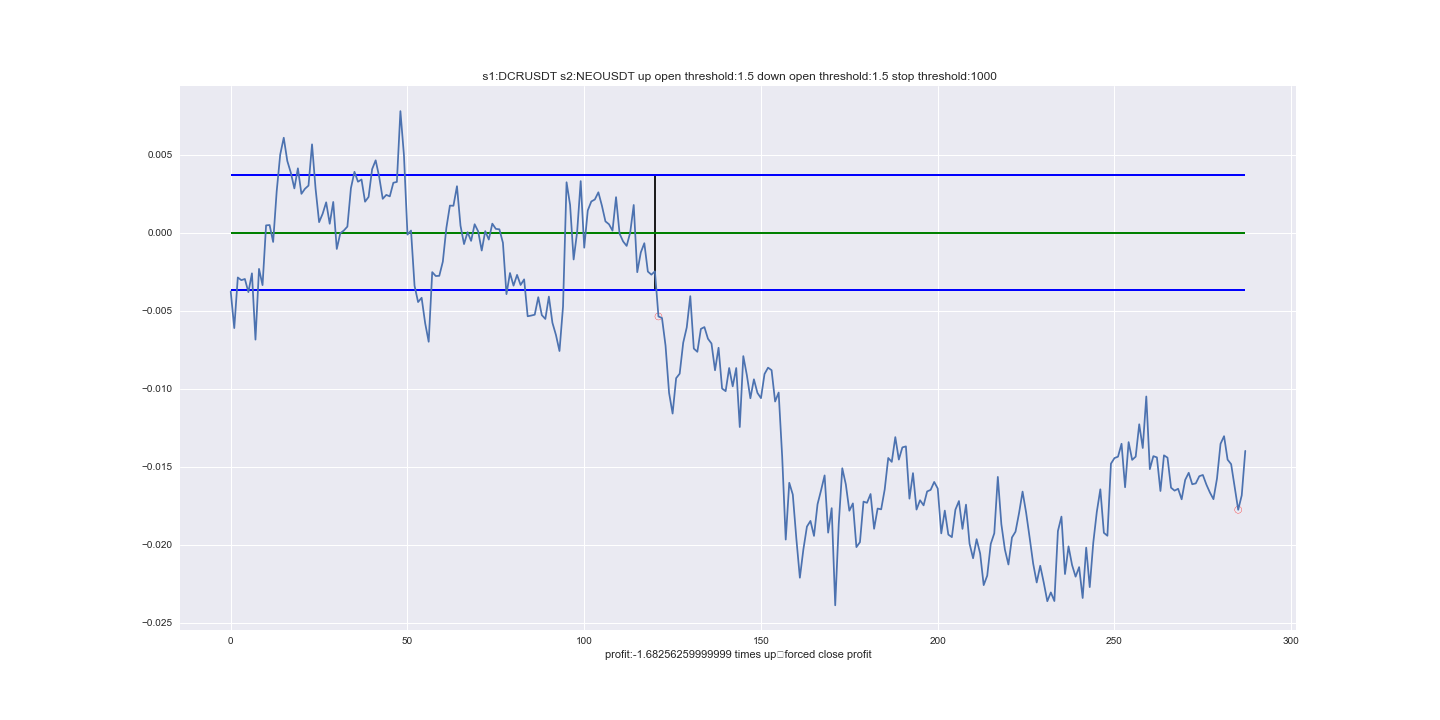 s1:DCRUSDT s2:NEOUSDT up open threshold:1.5 down open threshold:1.5 stop threshold:1000
0.005
0.000
−0.005
−0.010
−0.015
−0.020
−0.025
0 50 100 150 200 250 300
profit:-1.68256259999999 times up□forced close profit